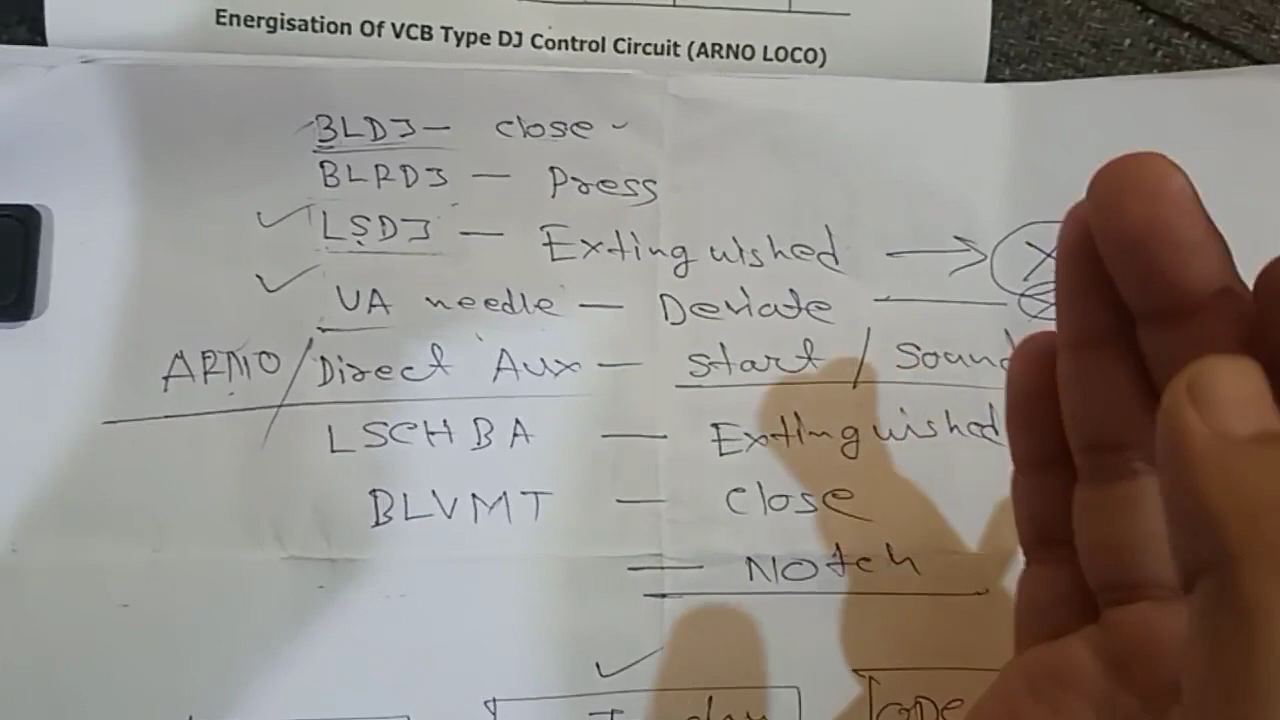 Energisation Of VCB Type DJ Control Circuit (ARNO LOCO)
BLDJ — close
BLRDJ — Press
LSDJ — Extinguished →
UA needle — Deviate —
ARNO / Direct Aux — start / Sound
LSCHBA — Extinguished
BLVMT — close
— Notch